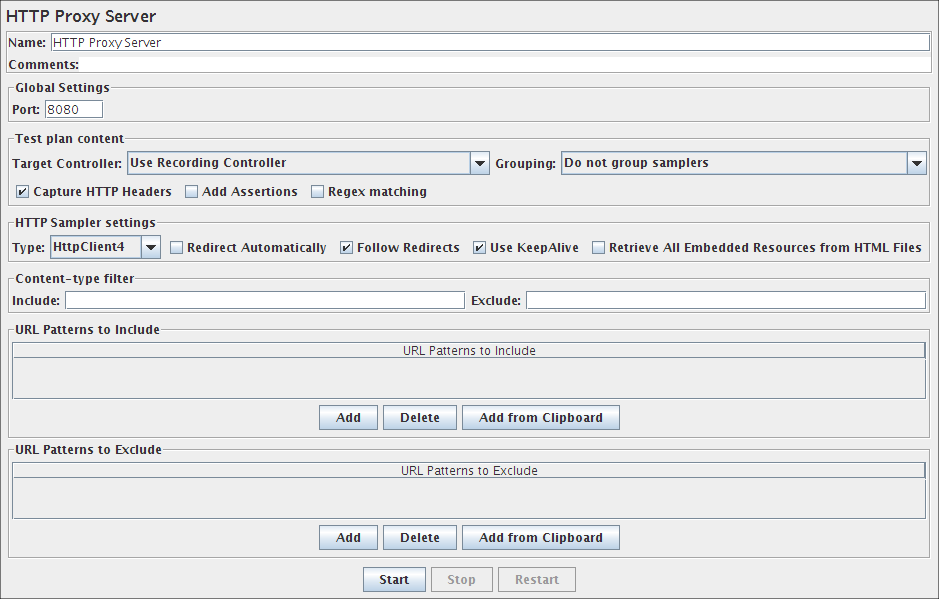 HTTP Proxy Server
Name: HTTP Proxy Server
Comments:
Global Settings
Port: 8080
Test plan content
Target Controller: Use Recording Controller Grouping: Do not group samplers
Capture HTTP Headers Add Assertions Regex matching
HTTP Sampler settings
Type: HttpClient4 Redirect Automatically Follow Redirects Use KeepAlive Retrieve All Embedded Resources from HTML Files
Content-type filter
Include: Exclude:
URL Patterns to Include
URL Patterns to Include
Add Delete Add from Clipboard
URL Patterns to Exclude
URL Patterns to Exclude
Add Delete Add from Clipboard
Start Stop Restart